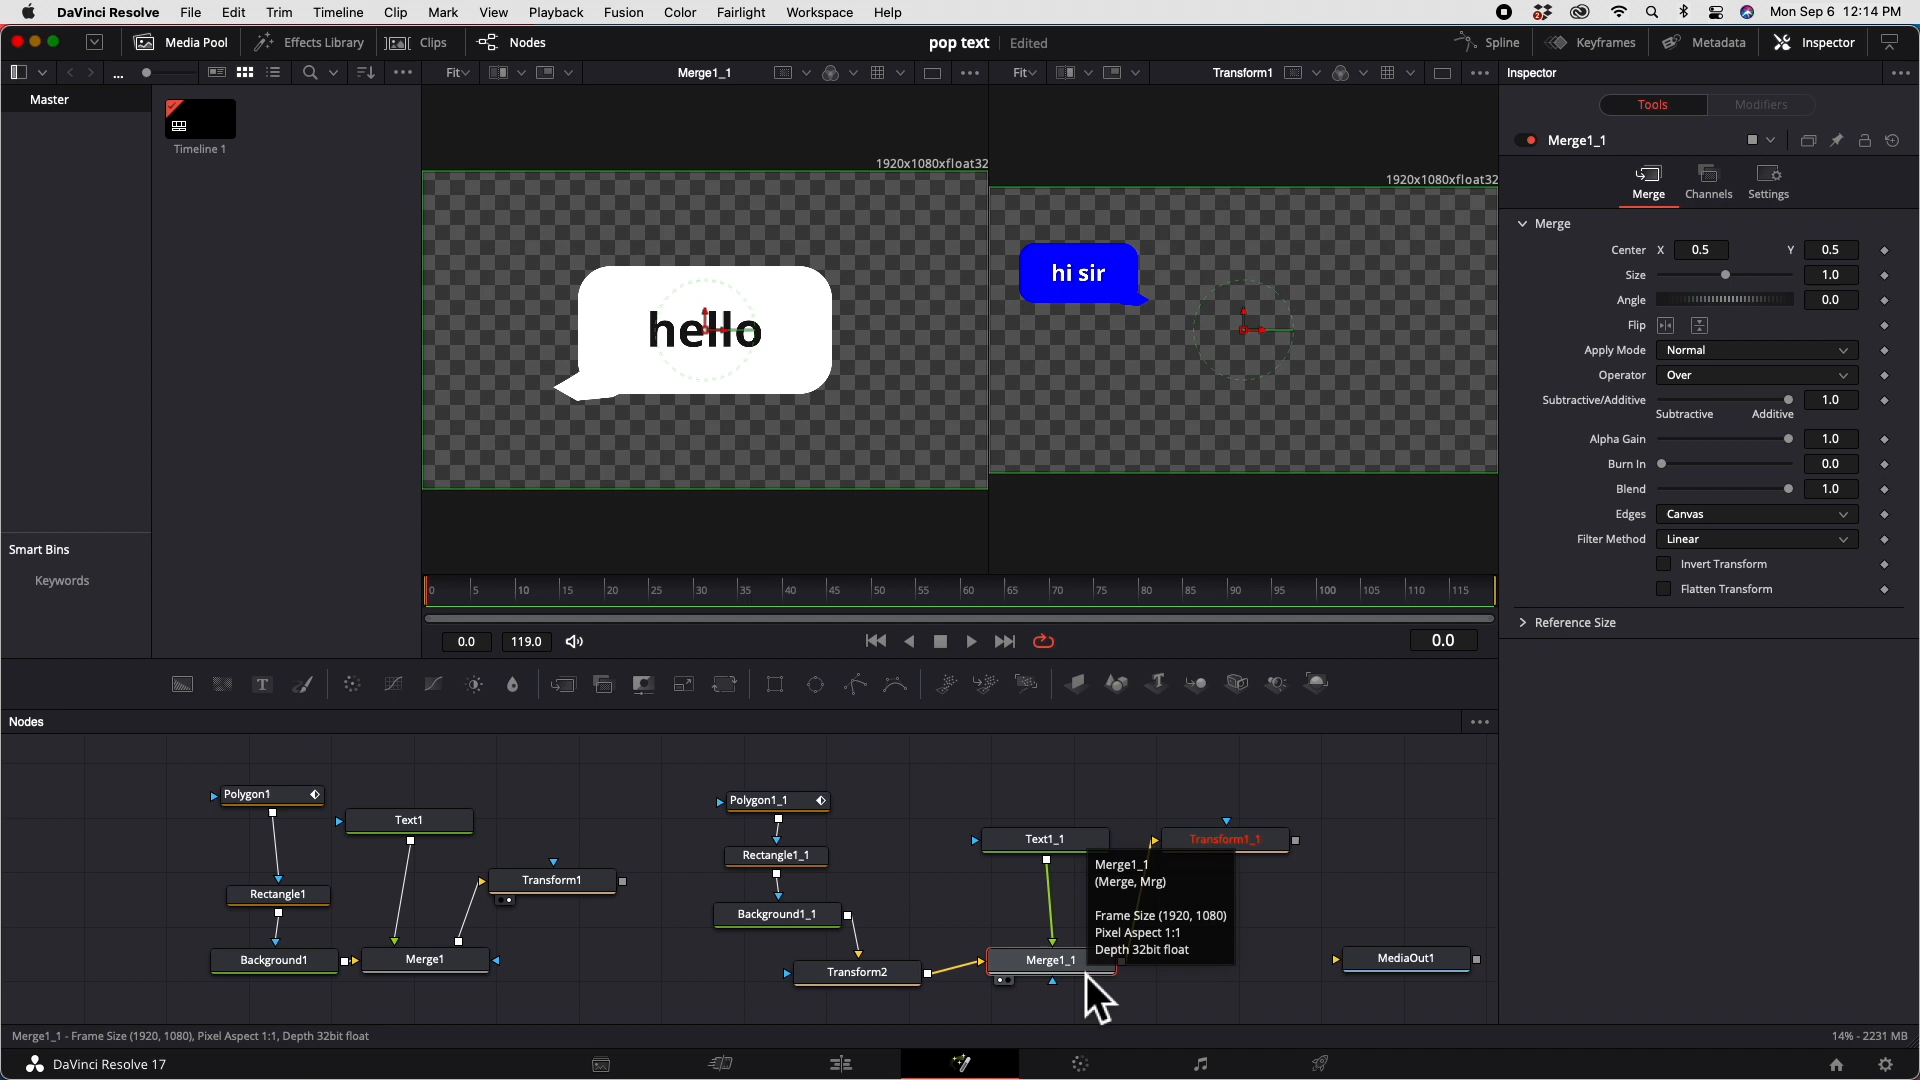 DaVinci Resolve File Edit Trim Timeline Clip Mark View Playback Fusion Color Fairlight Workspace Help Mon Sep 6 12:14 PM
Media Pool Effects Library Clips Nodes pop text Edited Spline Keyframes Metadata Inspector
... Fit Merge1_1 Fit Transform1 Inspector
Master
Timeline 1
Smart Bins
Keywords
1920x1080xfloat32
hello
1920x1080xfloat32
hi sir
Tools Modifiers
Merge1_1
Merge Channels Settings
Merge
Center X 0.5 Y 0.5
Size 1.0
Angle 0.0
Flip
Apply Mode Normal
Operator Over
Subtractive/Additive 1.0
Subtractive Additive
Alpha Gain 1.0
Burn In 0.0
Blend 1.0
Edges Canvas
Filter Method Linear
Invert Transform
Flatten Transform
Reference Size
0 5 10 15 20 25 30 35 40 45 50 55 60 65 70 75 80 85 90 95 100 105 110 115
0.0 119.0 0.0
Nodes
Polygon1
Text1
Transform1
Rectangle1
Background1
Merge1
Polygon1_1
Rectangle1_1
Background1_1
Transform2
Text1_1
Transform1_1
Merge1_1
Merge1_1
(Merge, Mrg)
Frame Size (1920, 1080)
Pixel Aspect 1:1
Depth 32bit float
MediaOut1
Merge1_1 - Frame Size (1920, 1080), Pixel Aspect 1:1, Depth 32bit float 14% - 2231 MB
DaVinci Resolve 17